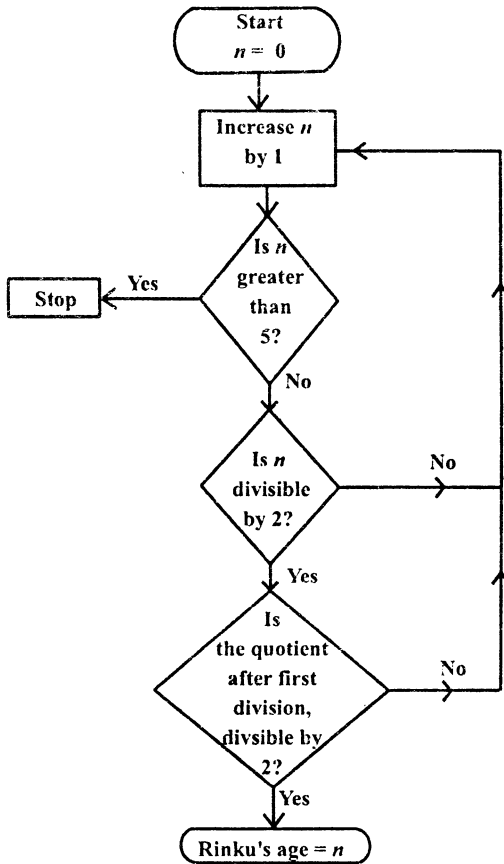 Start
n = 0
Increase n
by 1
Is n
greater
than
5?
Yes
Stop
No
Is n
divisible
by 2?
No
Yes
Is
the quotient
after first
division,
divsible by
2?
No
Yes
Rinku's age = n